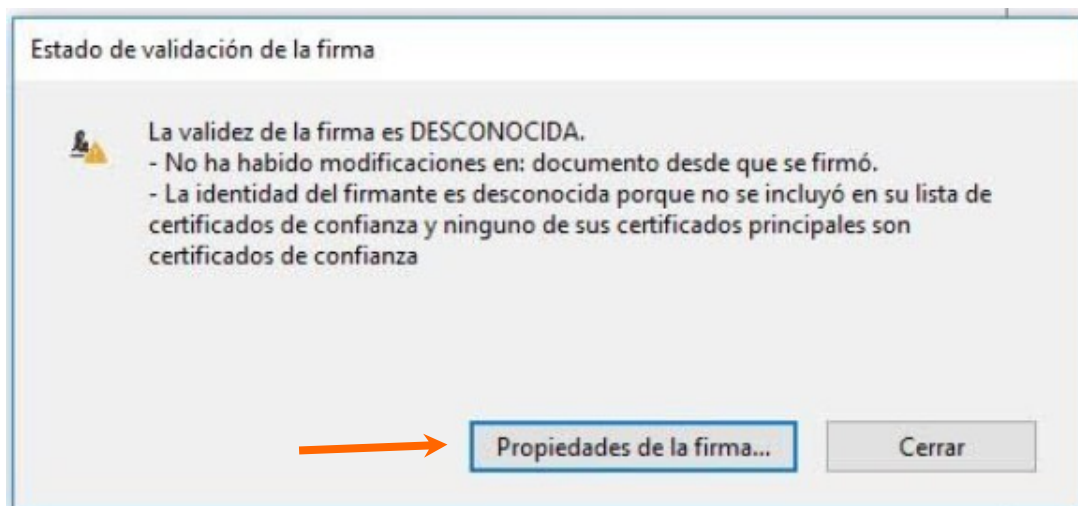 Estado de validación de la firma
La validez de la firma es DESCONOCIDA.
- No ha habido modificaciones en: documento desde que se firmó.
- La identidad del firmante es desconocida porque no se incluyó en su lista de
certificados de confianza y ninguno de sus certificados principales son
certificados de confianza
Propiedades de la firma...
Cerrar